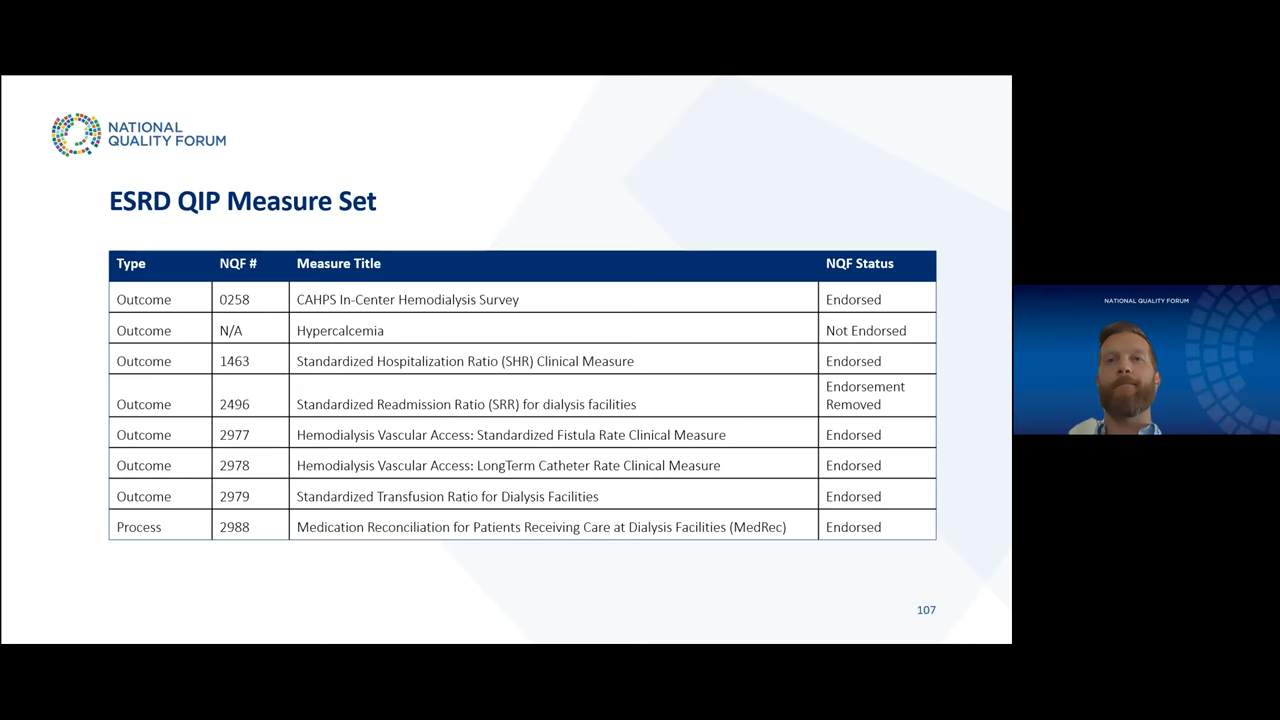 NATIONAL
QUALITY FORUM
ESRD QIP Measure Set
Type NQF # Measure Title NQF Status
Outcome 0258 CAHPS In-Center Hemodialysis Survey Endorsed
Outcome N/A Hypercalcemia Not Endorsed
Outcome 1463 Standardized Hospitalization Ratio (SHR) Clinical Measure Endorsed
Outcome 2496 Standardized Readmission Ratio (SRR) for dialysis facilities Endorsement
Removed
Outcome 2977 Hemodialysis Vascular Access: Standardized Fistula Rate Clinical Measure Endorsed
Outcome 2978 Hemodialysis Vascular Access: LongTerm Catheter Rate Clinical Measure Endorsed
Outcome 2979 Standardized Transfusion Ratio for Dialysis Facilities Endorsed
Process 2988 Medication Reconciliation for Patients Receiving Care at Dialysis Facilities (MedRec) Endorsed
107
NATIONAL QUALITY FORUM